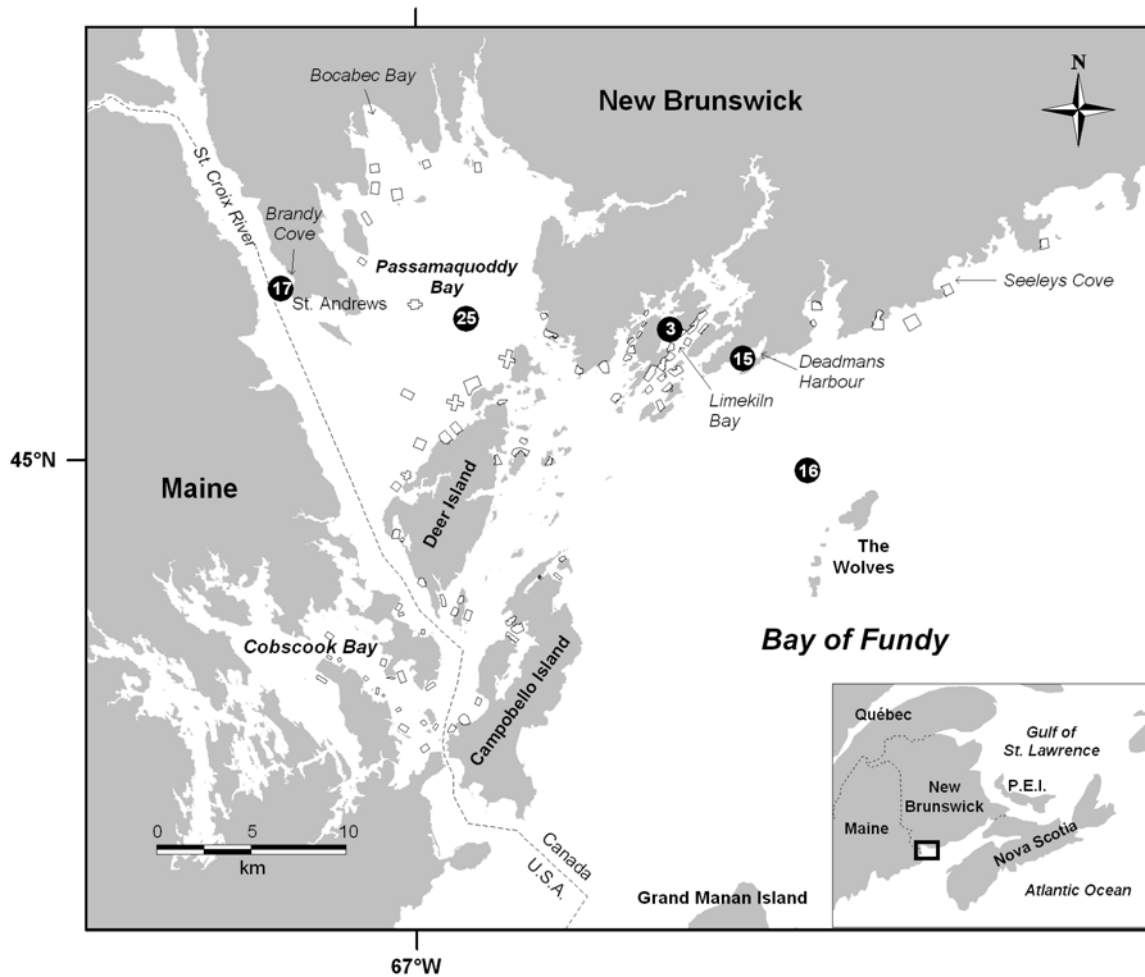 Bocabec Bay
New Brunswick
N
St. Croix River
Brandy
Cove
Passamaquoddy
Bay
17
St. Andrews
25
3
15
Seeleys Cove
Deadmans
Harbour
Limekiln
Bay
45°N
16
Maine
Deer Island
The
Wolves
Bay of Fundy
Cobscook Bay
Campobello Island
0 5 10
km
Canada
U.S.A.
Grand Manan Island
Québec
Gulf of
St. Lawrence
P.E.I.
New
Brunswick
Maine
Nova Scotia
Atlantic Ocean
67°W